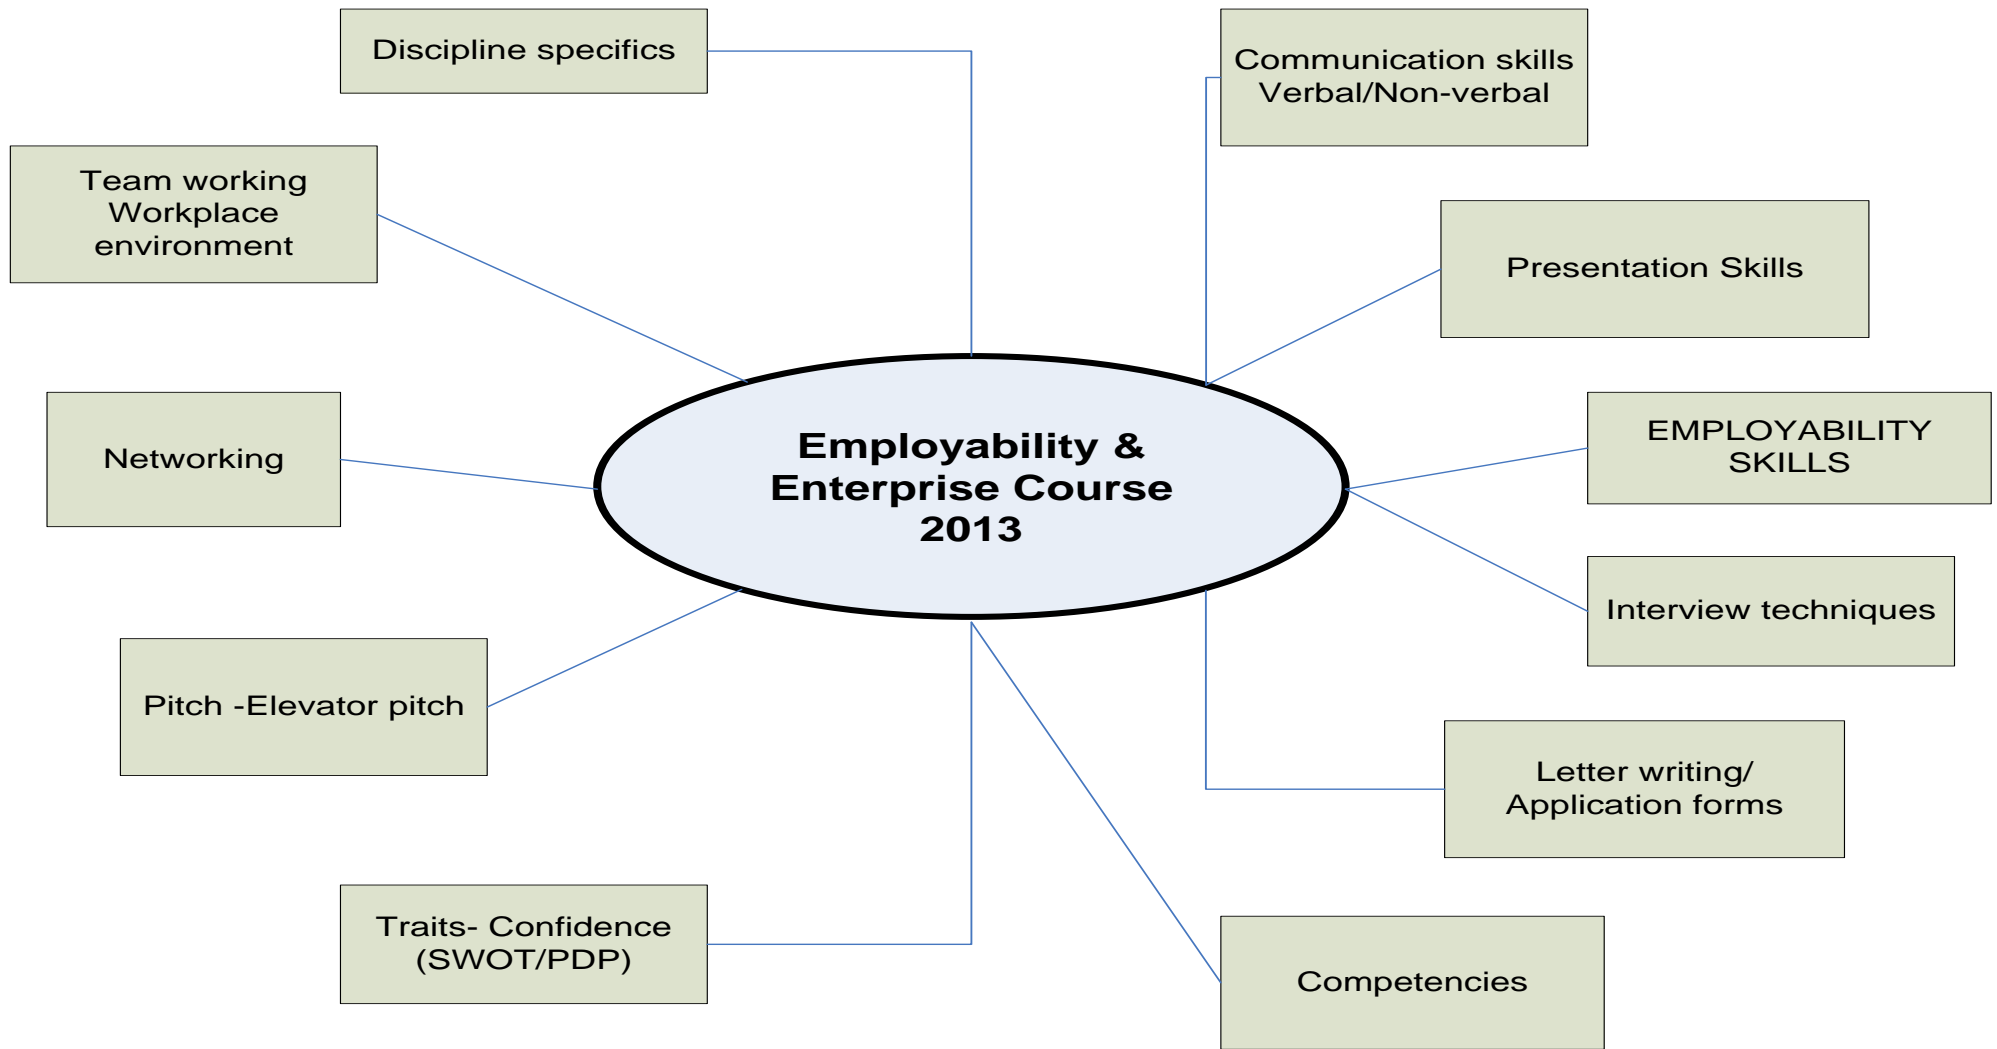 Discipline specifics
Communication skills
Verbal/Non-verbal
Team working
Workplace
environment
Presentation Skills
Networking
Employability &
Enterprise Course
2013
EMPLOYABILITY
SKILLS
Interview techniques
Pitch -Elevator pitch
Letter writing/
Application forms
Traits- Confidence
(SWOT/PDP)
Competencies